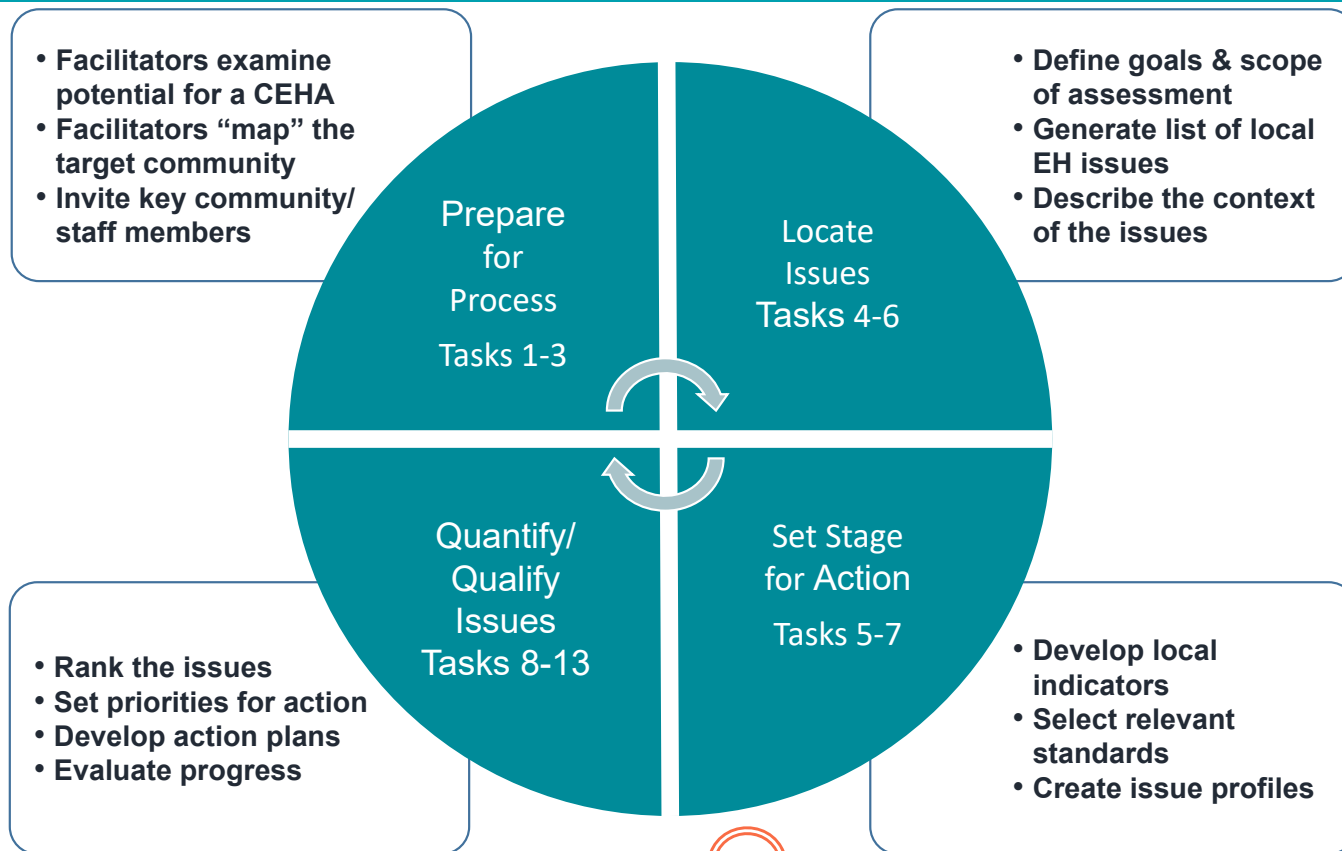 • Facilitators examine
potential for a CEHA
• Facilitators “map” the
target community
• Invite key community/
staff members
Prepare
for
Process
Tasks 1-3
Locate
Issues
Tasks 4-6
• Define goals & scope
of assessment
• Generate list of local
EH issues
• Describe the context
of the issues
Quantify/
Qualify
Issues
Tasks 8-13
Set Stage
for Action
Tasks 5-7
• Rank the issues
• Set priorities for action
• Develop action plans
• Evaluate progress
• Develop local
indicators
• Select relevant
standards
• Create issue profiles